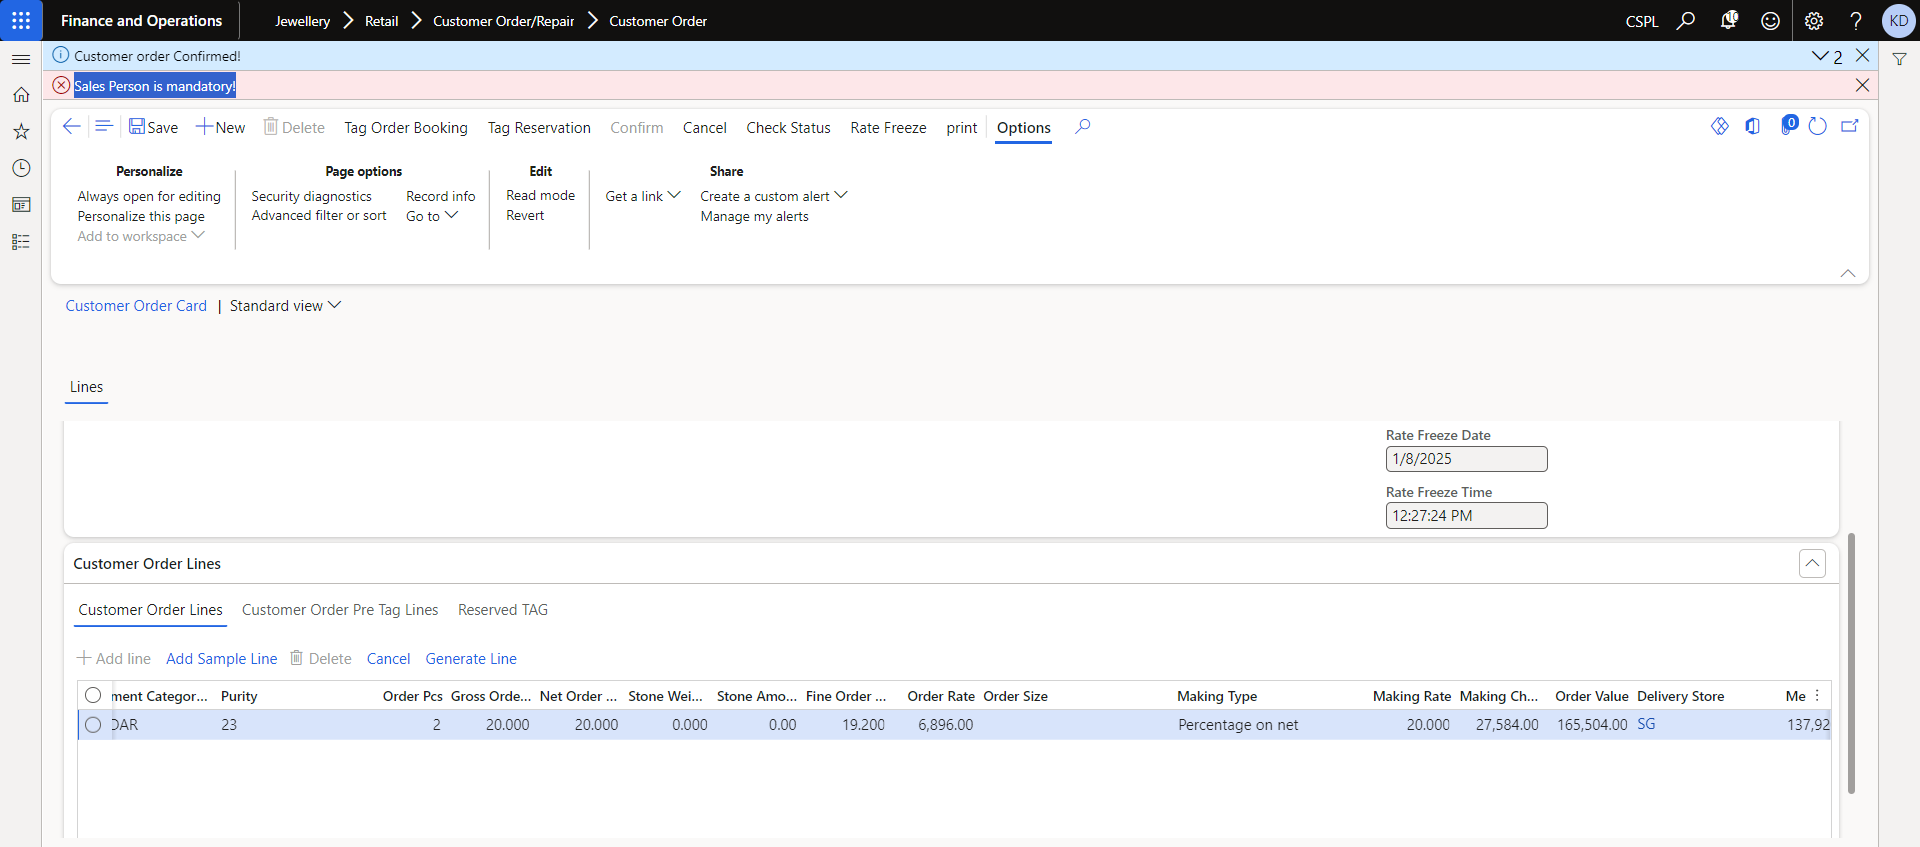 Finance and Operations
Jewellery
Retail
Customer Order/Repair
Customer Order
CSPL
10
?
KD
Customer order Confirmed!
2
Sales Person is mandatory!
Save
New
Delete
Tag Order Booking
Tag Reservation
Confirm
Cancel
Check Status
Rate Freeze
print
Options
0
Personalize
Always open for editing
Personalize this page
Add to workspace
Page options
Security diagnostics
Advanced filter or sort
Record info
Go to
Edit
Read mode
Revert
Get a link
Share
Create a custom alert
Manage my alerts
Customer Order Card | Standard view
Lines
Rate Freeze Date
1/8/2025
Rate Freeze Time
12:27:24 PM
Customer Order Lines
Customer Order Lines Customer Order Pre Tag Lines Reserved TAG
Add line Add Sample Line Delete Cancel Generate Line
ment Categor... Purity Order Pcs Gross Orde... Net Order ... Stone Wei... Stone Amo... Fine Order ... Order Rate Order Size Making Type Making Rate Making Ch... Order Value Delivery Store Me
DAR 23 2 20.000 20.000 0.000 0.00 19.200 6,896.00 Percentage on net 20.000 27,584.00 165,504.00 SG 137,92